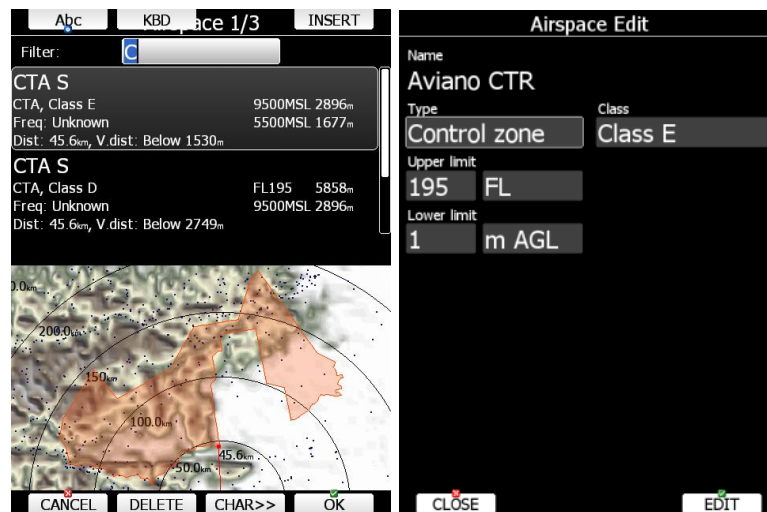 Abc KBD Airspace 1/3 INSERT
Filter: C
CTA S
CTA, Class E 9500MSL 2896m
Freq: Unknown 5500MSL 1677m
Dist: 45.6km, V.dist: Below 1530m
CTA S
CTA, Class D FL195 5858m
Freq: Unknown 9500MSL 2896m
Dist: 45.6km, V.dist: Below 2749m
0.0km
200.0km
150km
100.0km
45.6km
50.0km
CANCEL DELETE CHAR>> OK
Airspace Edit
Name
Aviano CTR
Type Class
Control zone Class E
Upper limit
195 FL
Lower limit
1 m AGL
CLOSE EDIT